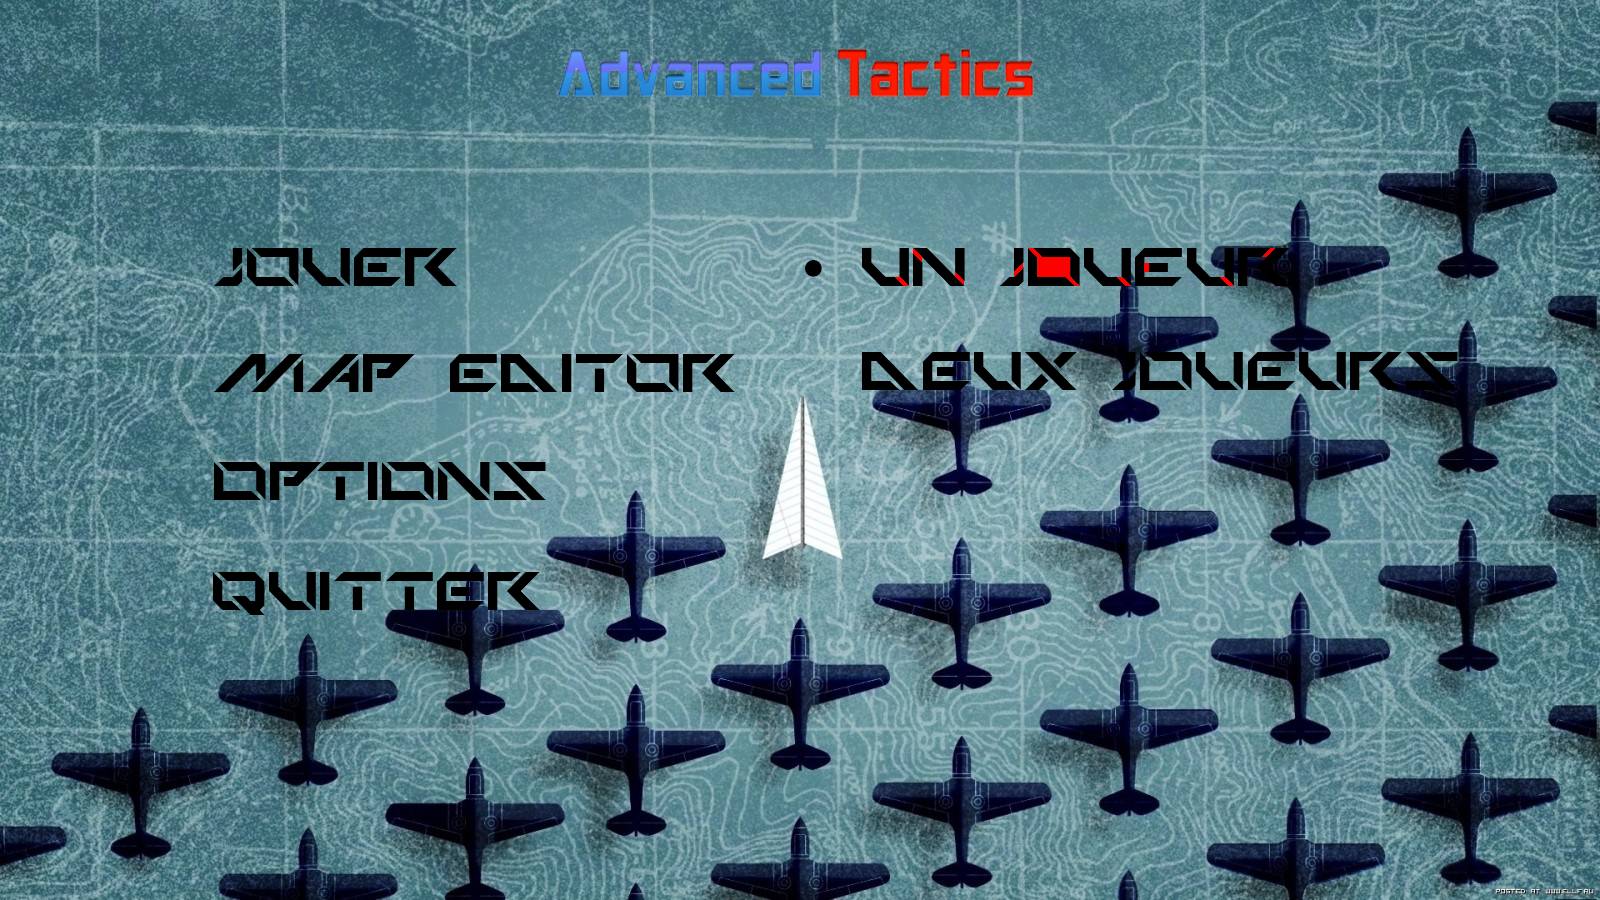 Advanced Tactics
JOUER
MAP EDITOR
OPTIONS
QUITTER
• UN JOUEUR
DEUX JOUEURS